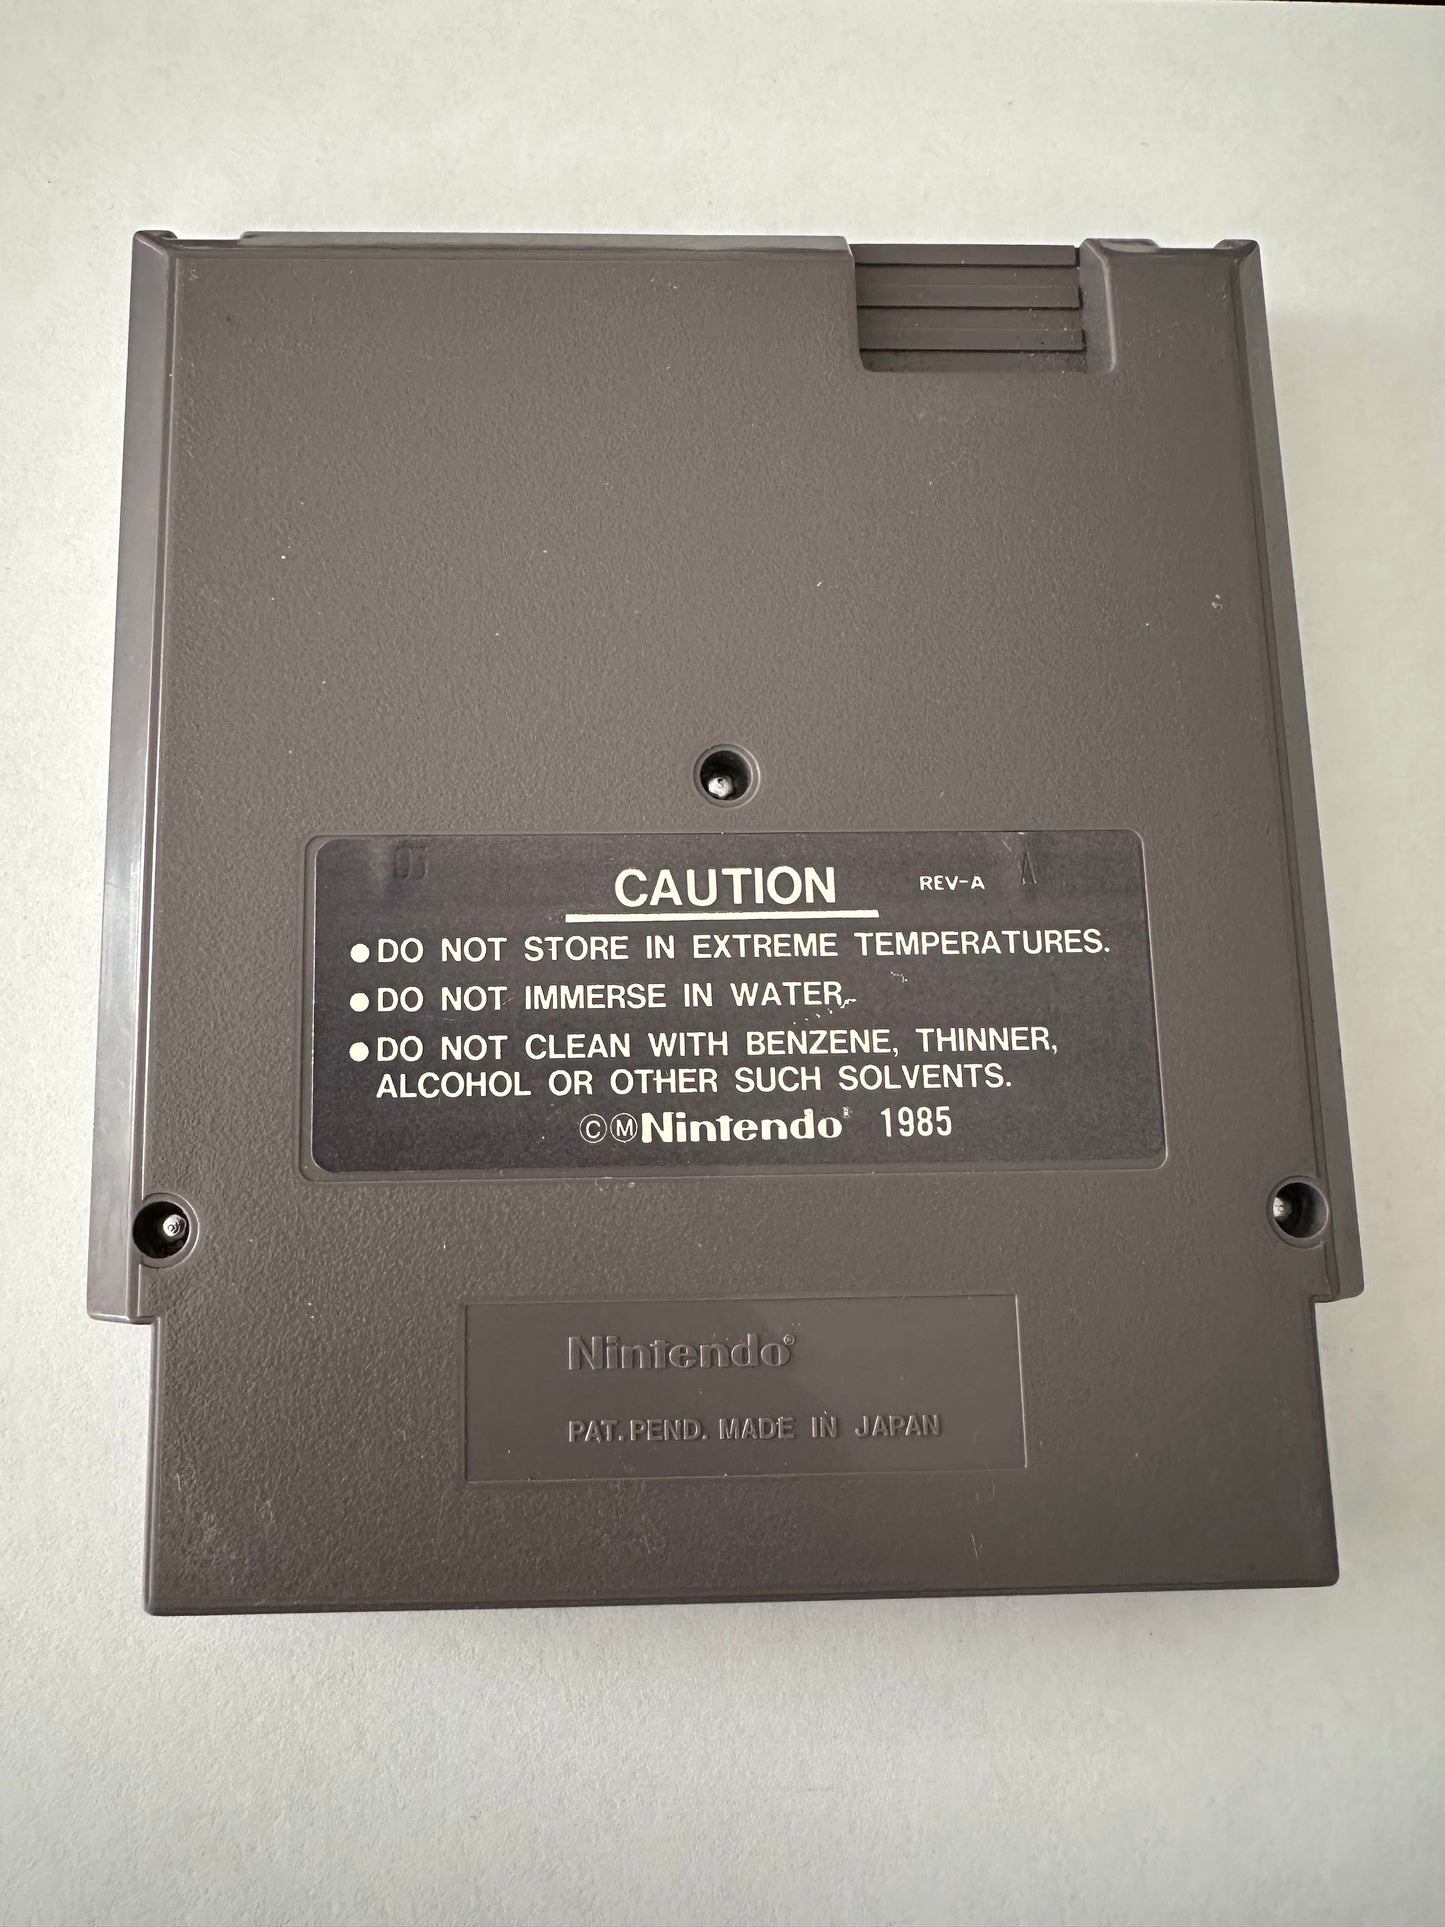 05 A
CAUTION REV-A
●DO NOT STORE IN EXTREME TEMPERATURES.
●DO NOT IMMERSE IN WATER.
●DO NOT CLEAN WITH BENZENE, THINNER,
ALCOHOL OR OTHER SUCH SOLVENTS.
©ⓂNintendo® 1985
Nintendo®
PAT. PEND. MADE IN JAPAN